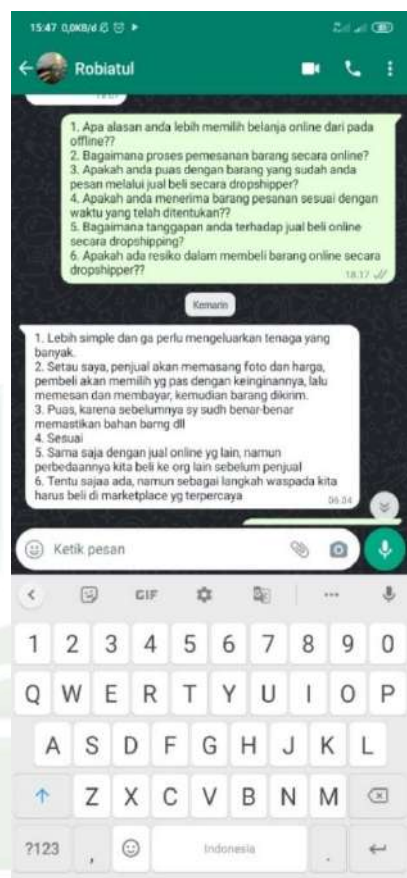 15:47 0,0KB/d
Robiatul
1. Apa alasan anda lebih memilih belanja online dari pada
offline??
2. Bagaimana proses pemesanan barang secara online?
3. Apakah anda puas dengan barang yang sudah anda
pesan melalui jual beli secara dropshipper?
4. Apakah anda menerima barang pesanan sesuai dengan
waktu yang telah ditentukan??
5. Bagaimana tanggapan anda terhadap jual beli online
secara dropshipping?
6. Apakah ada resiko dalam membeli barang online secara
dropshipper??
18.17
Kemarin
1. Lebih simple dan ga perlu mengeluarkan tenaga yang
banyak.
2. Setau saya, penjual akan memasang foto dan harga,
pembeli akan memilih yg pas dengan keinginannya, lalu
memesan dan membayar, kemudian barang dikirim.
3. Puas, karena sebelumnya sy sudh benar-benar
memastikan bahan barng dll
4. Sesuai
5. Sama saja dengan jual online yg lain, namun
perbedaannya kita beli ke org lain sebelum penjual
6. Tentu sajaa ada, namun sebagai langkah waspada kita
harus beli di marketplace yg terpercaya
06.04
Ketik pesan
GIF
1 2 3 4 5 6 7 8 9 0
Q W E R T Y U I O P
A S D F G H J K L
Z X C V B N M
?123 , Indonesia .